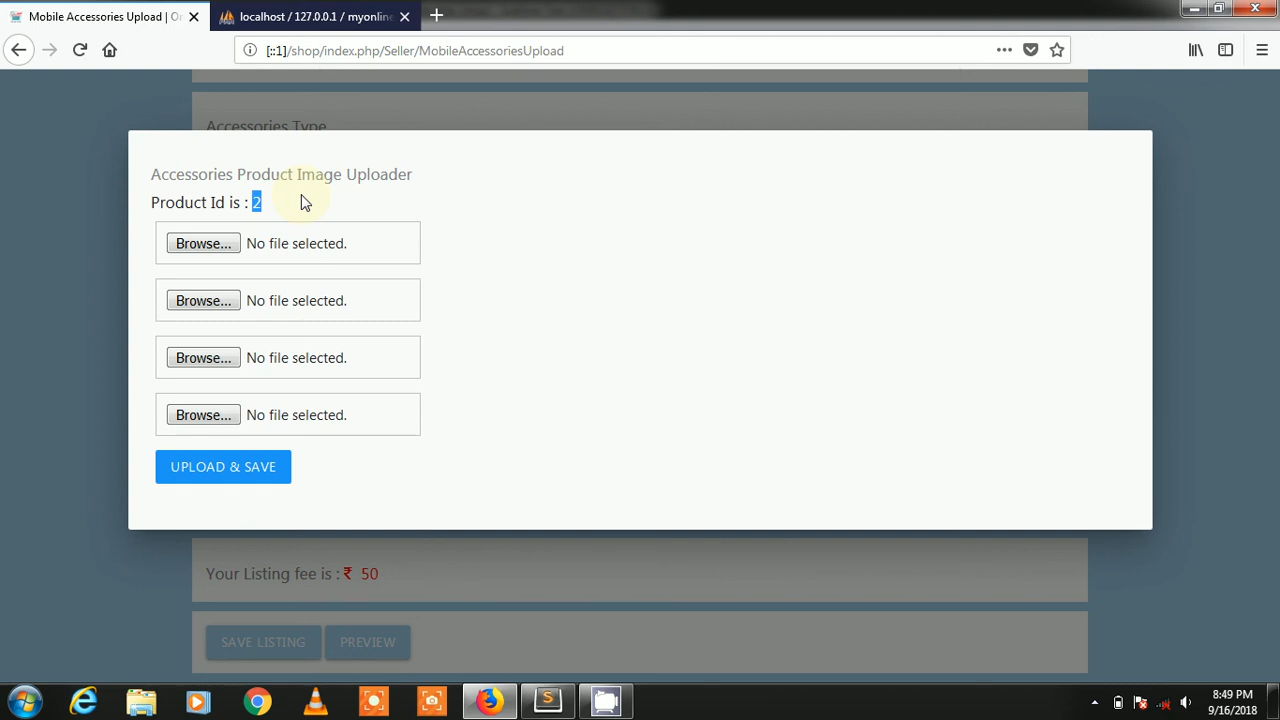 Mobile Accessories Upload | On
localhost / 127.0.0.1 / myonline
[::1]/shop/index.php/Seller/MobileAccessoriesUpload
Accessories Type
Accessories Product Image Uploader
Product Id is : 2
Browse... No file selected.
Browse... No file selected.
Browse... No file selected.
Browse... No file selected.
UPLOAD & SAVE
Your Listing fee is : ₹ 50
SAVE LISTING PREVIEW
8:49 PM
9/16/2018